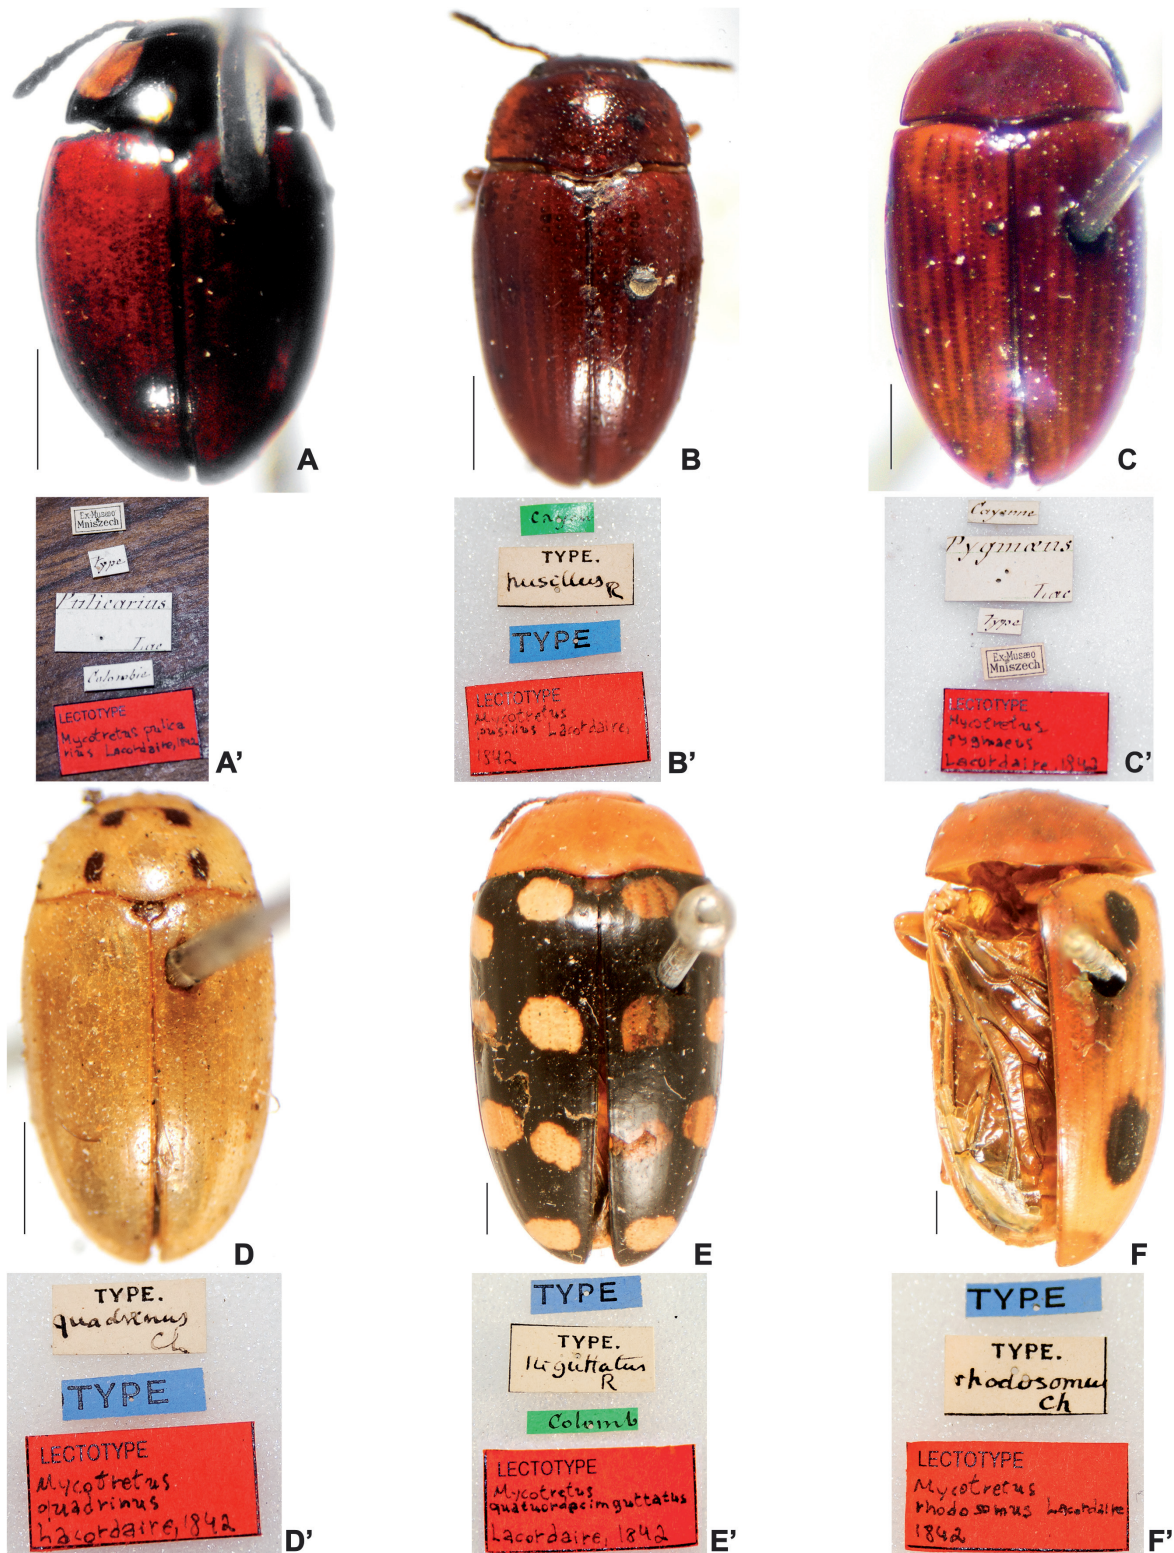 A
B
C
Ex-Musæo
Mniszech
type
Pulicarius
Lac
Colombie
LECTOTYPE
Mycotretus pulica
rius Lacordaire, 1842
A’
Cayen
TYPE.
pusillus
R
TYPE
LECTOTYPE
Mycotretus
pusillus Lacordaire,
1842
B’
Cayenne
Pygmæus
Lac
type
Ex-Musæo
Mniszech
LECTOTYPE
Mycotretus
pygmaeus
Lacordaire, 1842
C’
D
E
F
TYPE.
quadrinus
Ch
TYPE
LECTOTYPE
Mycotretus
quadrinus
Lacordaire, 1842
D’
TYPE
TYPE.
guttatus
R
Colomb
LECTOTYPE
Mycotretus
quatuordecimguttatus
Lacordaire, 1842
E’
TYPE
TYPE.
rhodosomus
Ch
LECTOTYPE
Mycotretus
rhodosomus Lacordaire
1842
F’